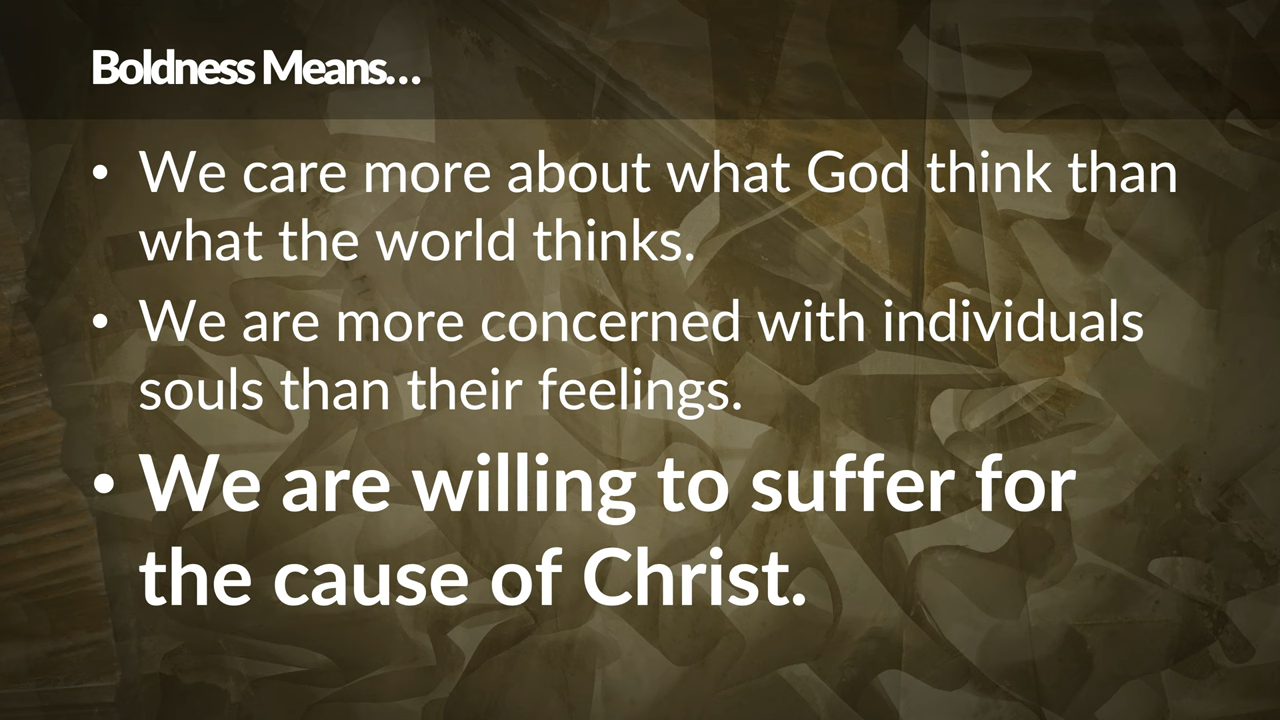 Boldness Means…
• We care more about what God think than
what the world thinks.
• We are more concerned with individuals
souls than their feelings.
• We are willing to suffer for
the cause of Christ.